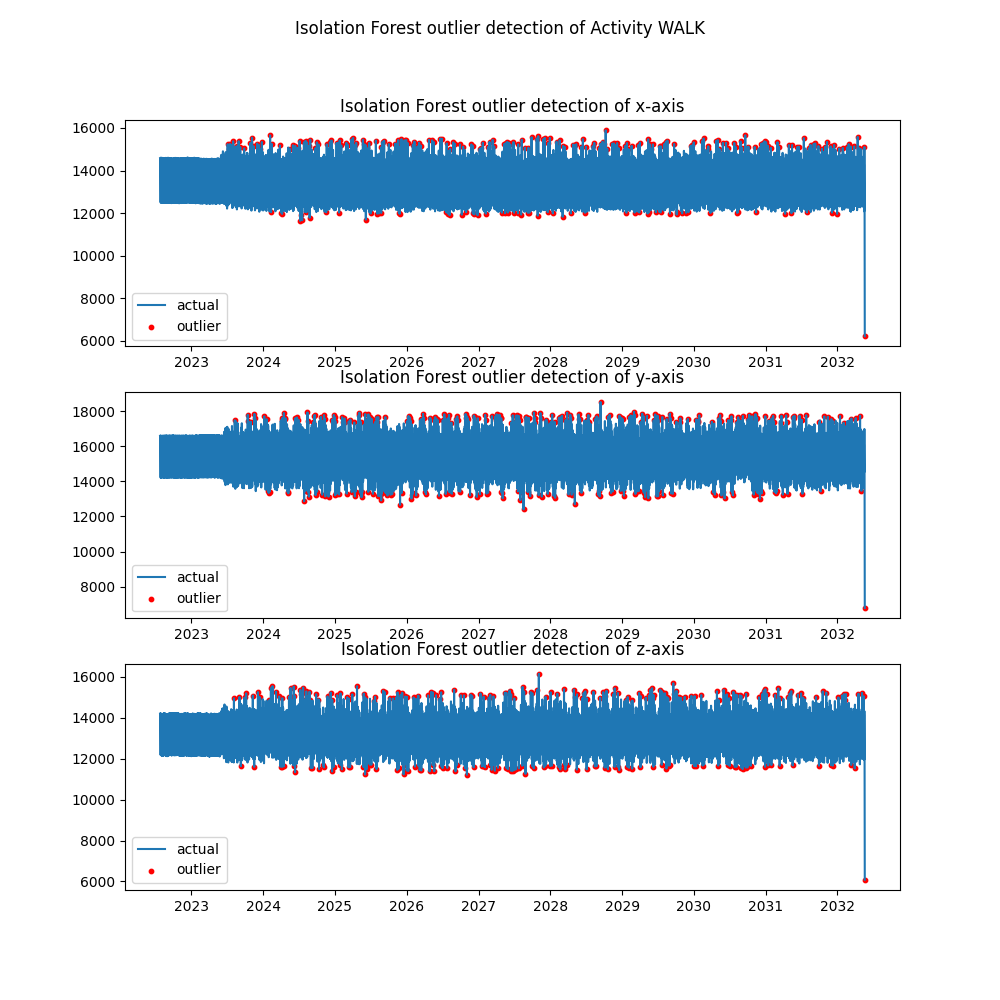 Isolation Forest outlier detection of Activity WALK
Isolation Forest outlier detection of x-axis
16000
14000
12000
10000
8000
6000
actual
outlier
2023 2024 2025 2026 2027 2028 2029 2030 2031 2032
Isolation Forest outlier detection of y-axis
18000
16000
14000
12000
10000
8000
actual
outlier
2023 2024 2025 2026 2027 2028 2029 2030 2031 2032
Isolation Forest outlier detection of z-axis
16000
14000
12000
10000
8000
6000
actual
outlier
2023 2024 2025 2026 2027 2028 2029 2030 2031 2032